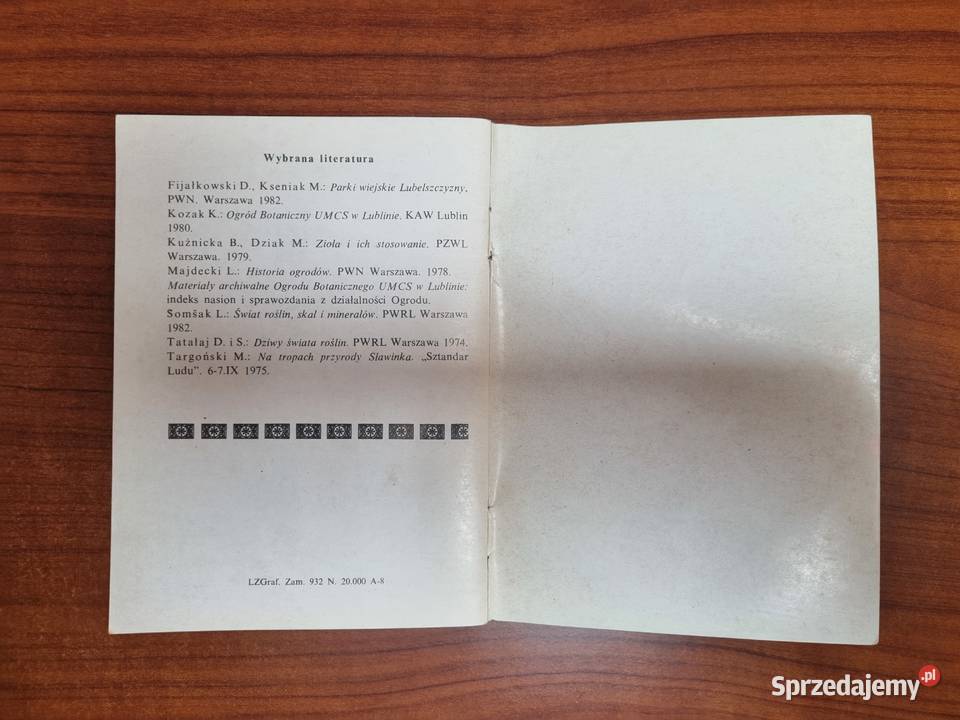 Wybrana literatura
Fijałkowski D., Kseniak M.: Parki wiejskie Lubelszczyzny,
PWN. Warszawa 1982.
Kozak K.: Ogród Botaniczny UMCS w Lublinie. KAW Lublin
1980.
Kuźnicka B., Dziak M.: Zioła i ich stosowanie. PZWL
Warszawa. 1979.
Majdecki L.: Historia ogrodów. PWN Warszawa. 1978.
Materiały archiwalne Ogrodu Botanicznego UMCS w Lublinie:
indeks nasion i sprawozdania z działalności Ogrodu.
Somšak L.: Świat roślin, skał i minerałów. PWRL Warszawa
1982.
Tatałaj D. i S.: Dziwy świata roślin. PWRL Warszawa 1974.
Targoński M.: Na tropach przyrody Sławinka. „Sztandar
Ludu”. 6-7.IX 1975.
LZGraf. Zam. 932 N. 20.000 A-8
Sprzedajemy.pl